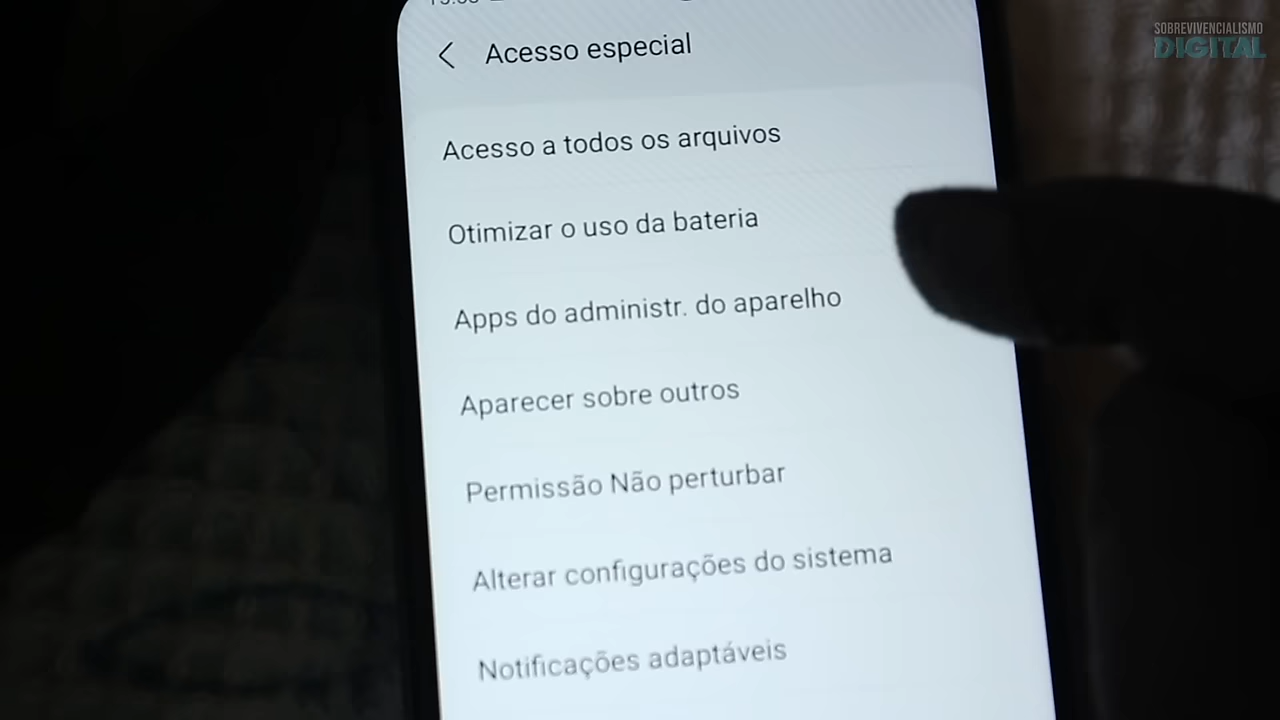 SOBREVIVENCIALISMO
DIGITAL
Acesso especial
Acesso a todos os arquivos
Otimizar o uso da bateria
Apps do administr. do aparelho
Aparecer sobre outros
Permissão Não perturbar
Alterar configurações do sistema
Notificações adaptáveis